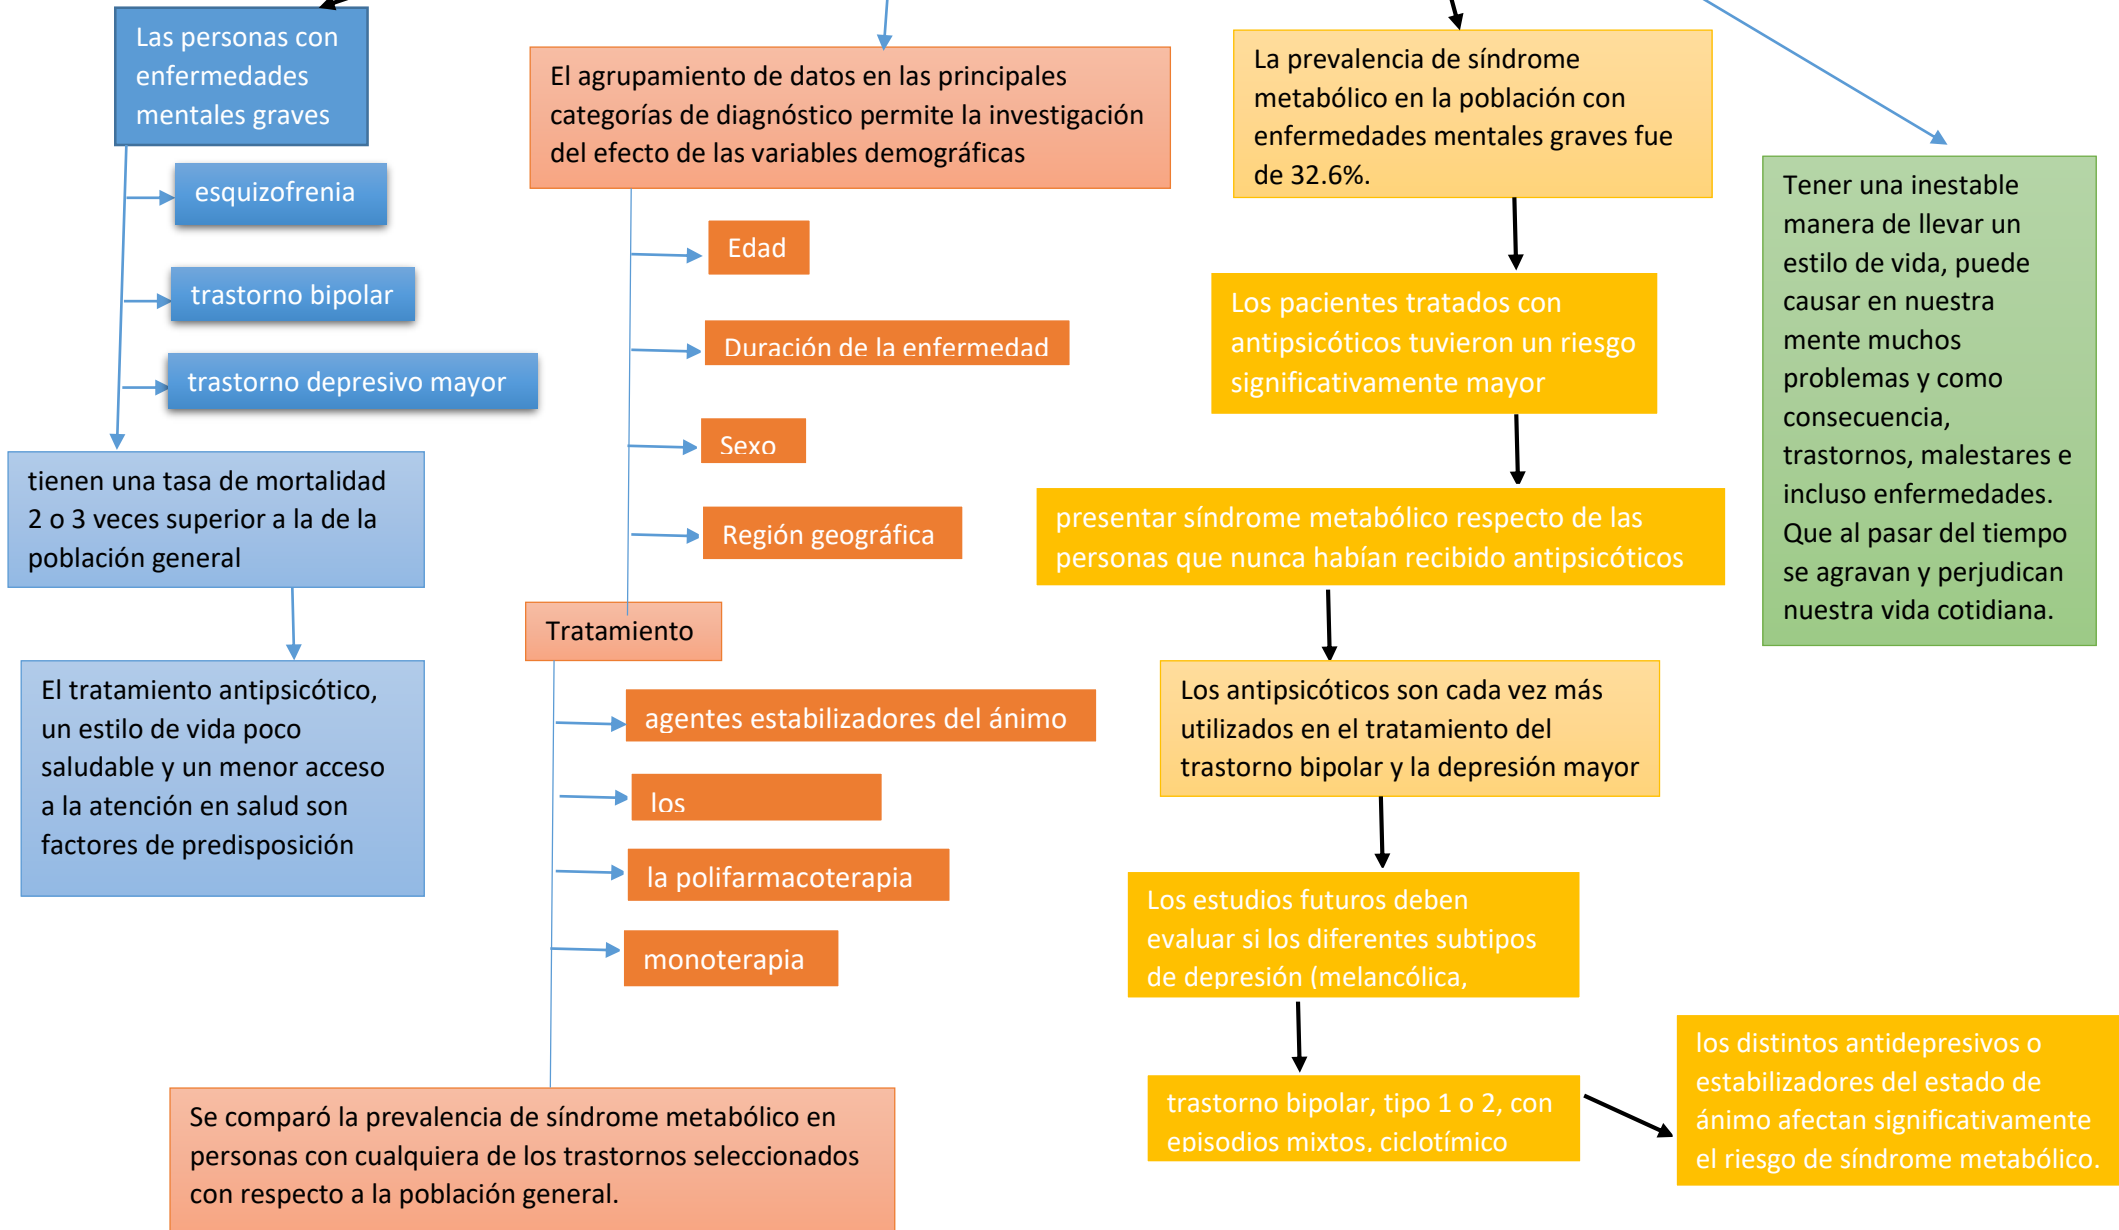 Las personas con
enfermedades
mentales graves
esquizofrenia
trastorno bipolar
trastorno depresivo mayor
tienen una tasa de mortalidad
2 o 3 veces superior a la de la
población general
El tratamiento antipsicótico,
un estilo de vida poco
saludable y un menor acceso
a la atención en salud son
factores de predisposición
El agrupamiento de datos en las principales
categorías de diagnóstico permite la investigación
del efecto de las variables demográficas
Edad
Duración de la enfermedad
Sexo
Región geográfica
Tratamiento
agentes estabilizadores del ánimo
los
la polifarmacoterapia
monoterapia
Se comparó la prevalencia de síndrome metabólico en
personas con cualquiera de los trastornos seleccionados
con respecto a la población general.
La prevalencia de síndrome
metabólico en la población con
enfermedades mentales graves fue
de 32.6%.
Los pacientes tratados con
antipsicóticos tuvieron un riesgo
significativamente mayor
presentar síndrome metabólico respecto de las
personas que nunca habían recibido antipsicóticos
Los antipsicóticos son cada vez más
utilizados en el tratamiento del
trastorno bipolar y la depresión mayor
Los estudios futuros deben
evaluar si los diferentes subtipos
de depresión (melancólica,
trastorno bipolar, tipo 1 o 2, con
episodios mixtos, ciclotímico
los distintos antidepresivos o
estabilizadores del estado de
ánimo afectan significativamente
el riesgo de síndrome metabólico.
Tener una inestable
manera de llevar un
estilo de vida, puede
causar en nuestra
mente muchos
problemas y como
consecuencia,
trastornos, malestares e
incluso enfermedades.
Que al pasar del tiempo
se agravan y perjudican
nuestra vida cotidiana.